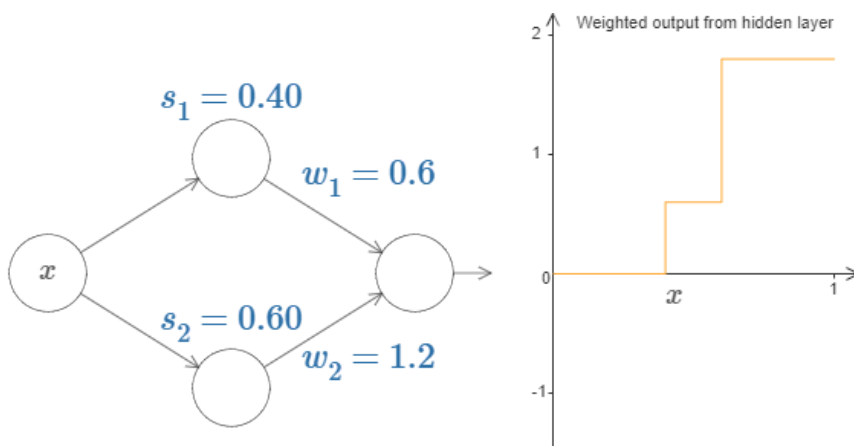 s₁ = 0.40
w₁ = 0.6
x
s₂ = 0.60
w₂ = 1.2
Weighted output from hidden layer
2
1
0
-1
x
1